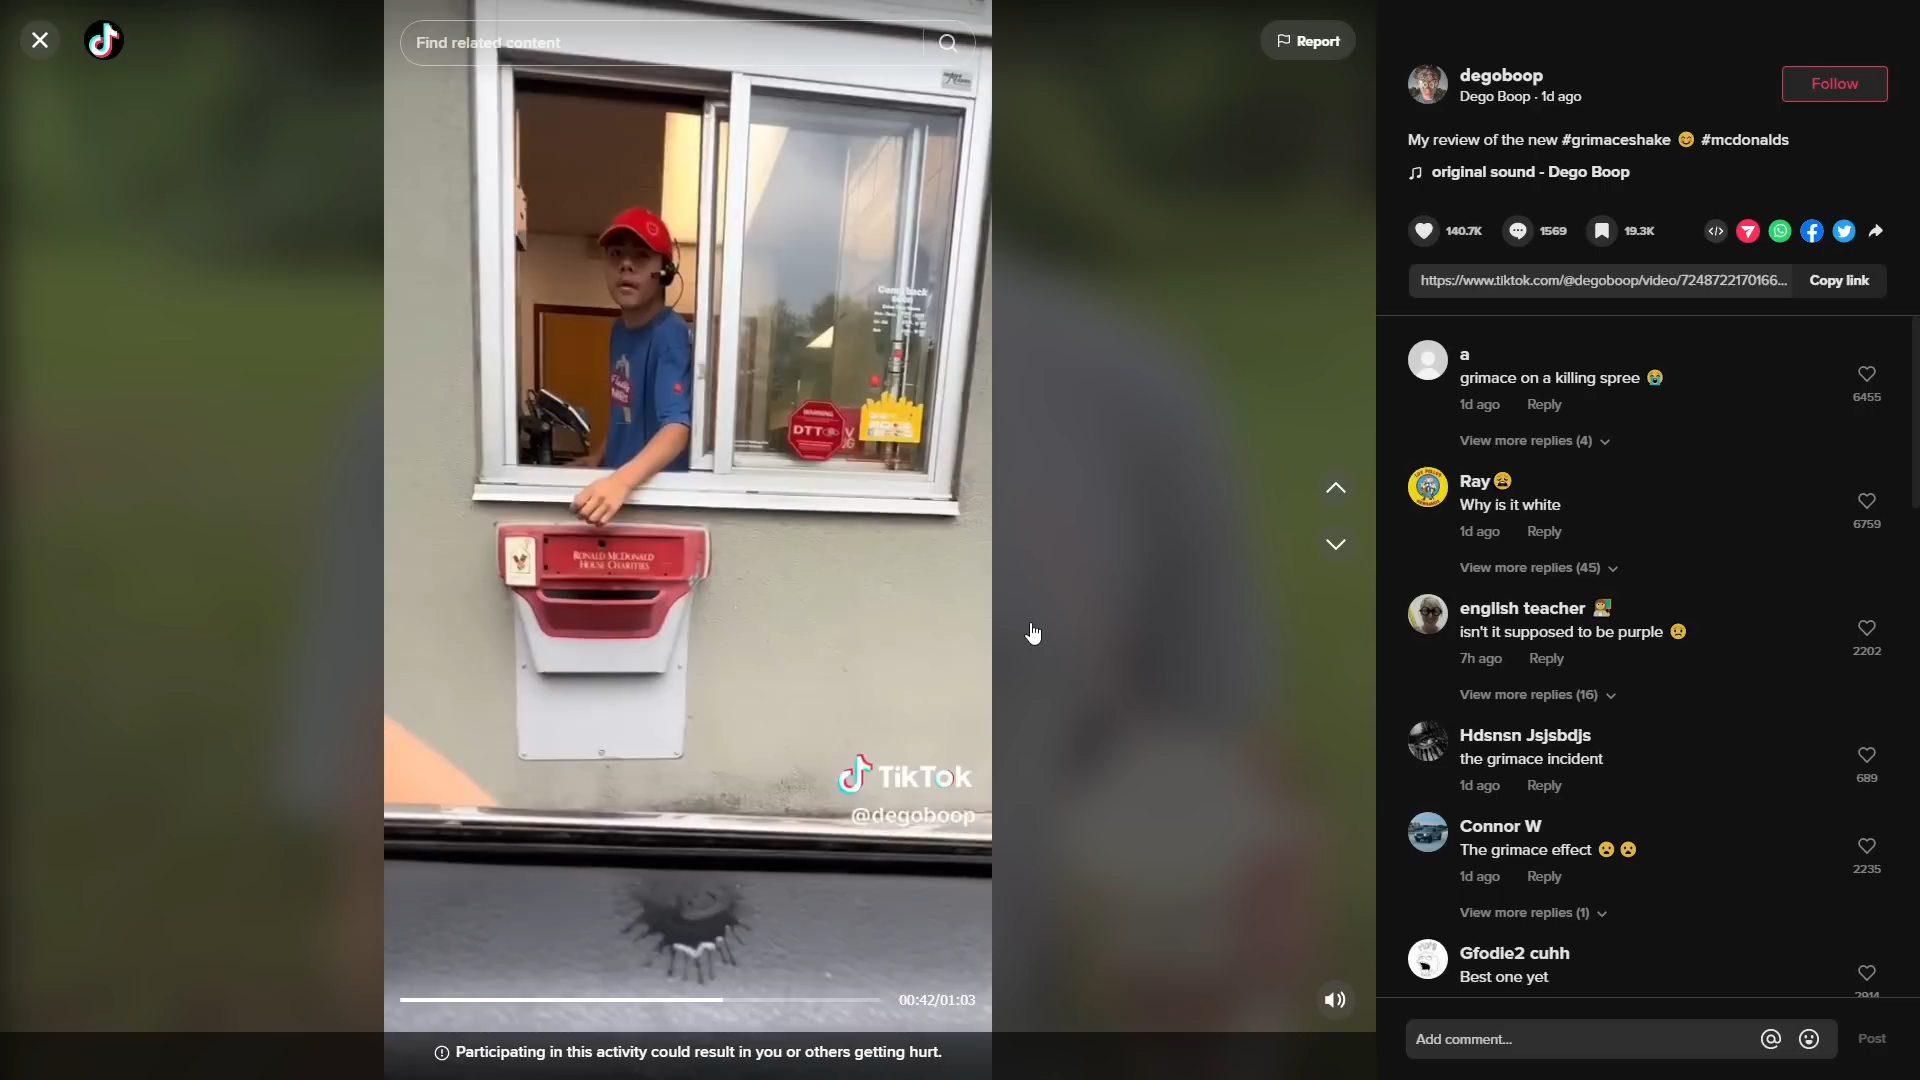 Find related content
Report
WARNING
DTT
RONALD MCDONALD
HOUSE CHARITIES
TikTok
@degoboop
00:42/01:03
Participating in this activity could result in you or others getting hurt.
degoboop
Dego Boop · 1d ago
Follow
My review of the new #grimaceshake 😊 #mcdonalds
original sound - Dego Boop
140.7K
1569
19.3K
https://www.tiktok.com/@degoboop/video/7248722170166...
Copy link
a
grimace on a killing spree 😭
1d ago Reply
6455
View more replies (4)
Ray😩
Why is it white
1d ago Reply
6759
View more replies (45)
english teacher 👩‍🏫
isn't it supposed to be purple 😟
7h ago Reply
2202
View more replies (16)
Hdsnsn Jsjsbdjs
the grimace incident
1d ago Reply
689
Connor W
The grimace effect 😦 😦
1d ago Reply
2235
View more replies (1)
Gfodle2 cuhh
Best one yet
2914
Add comment...
Post